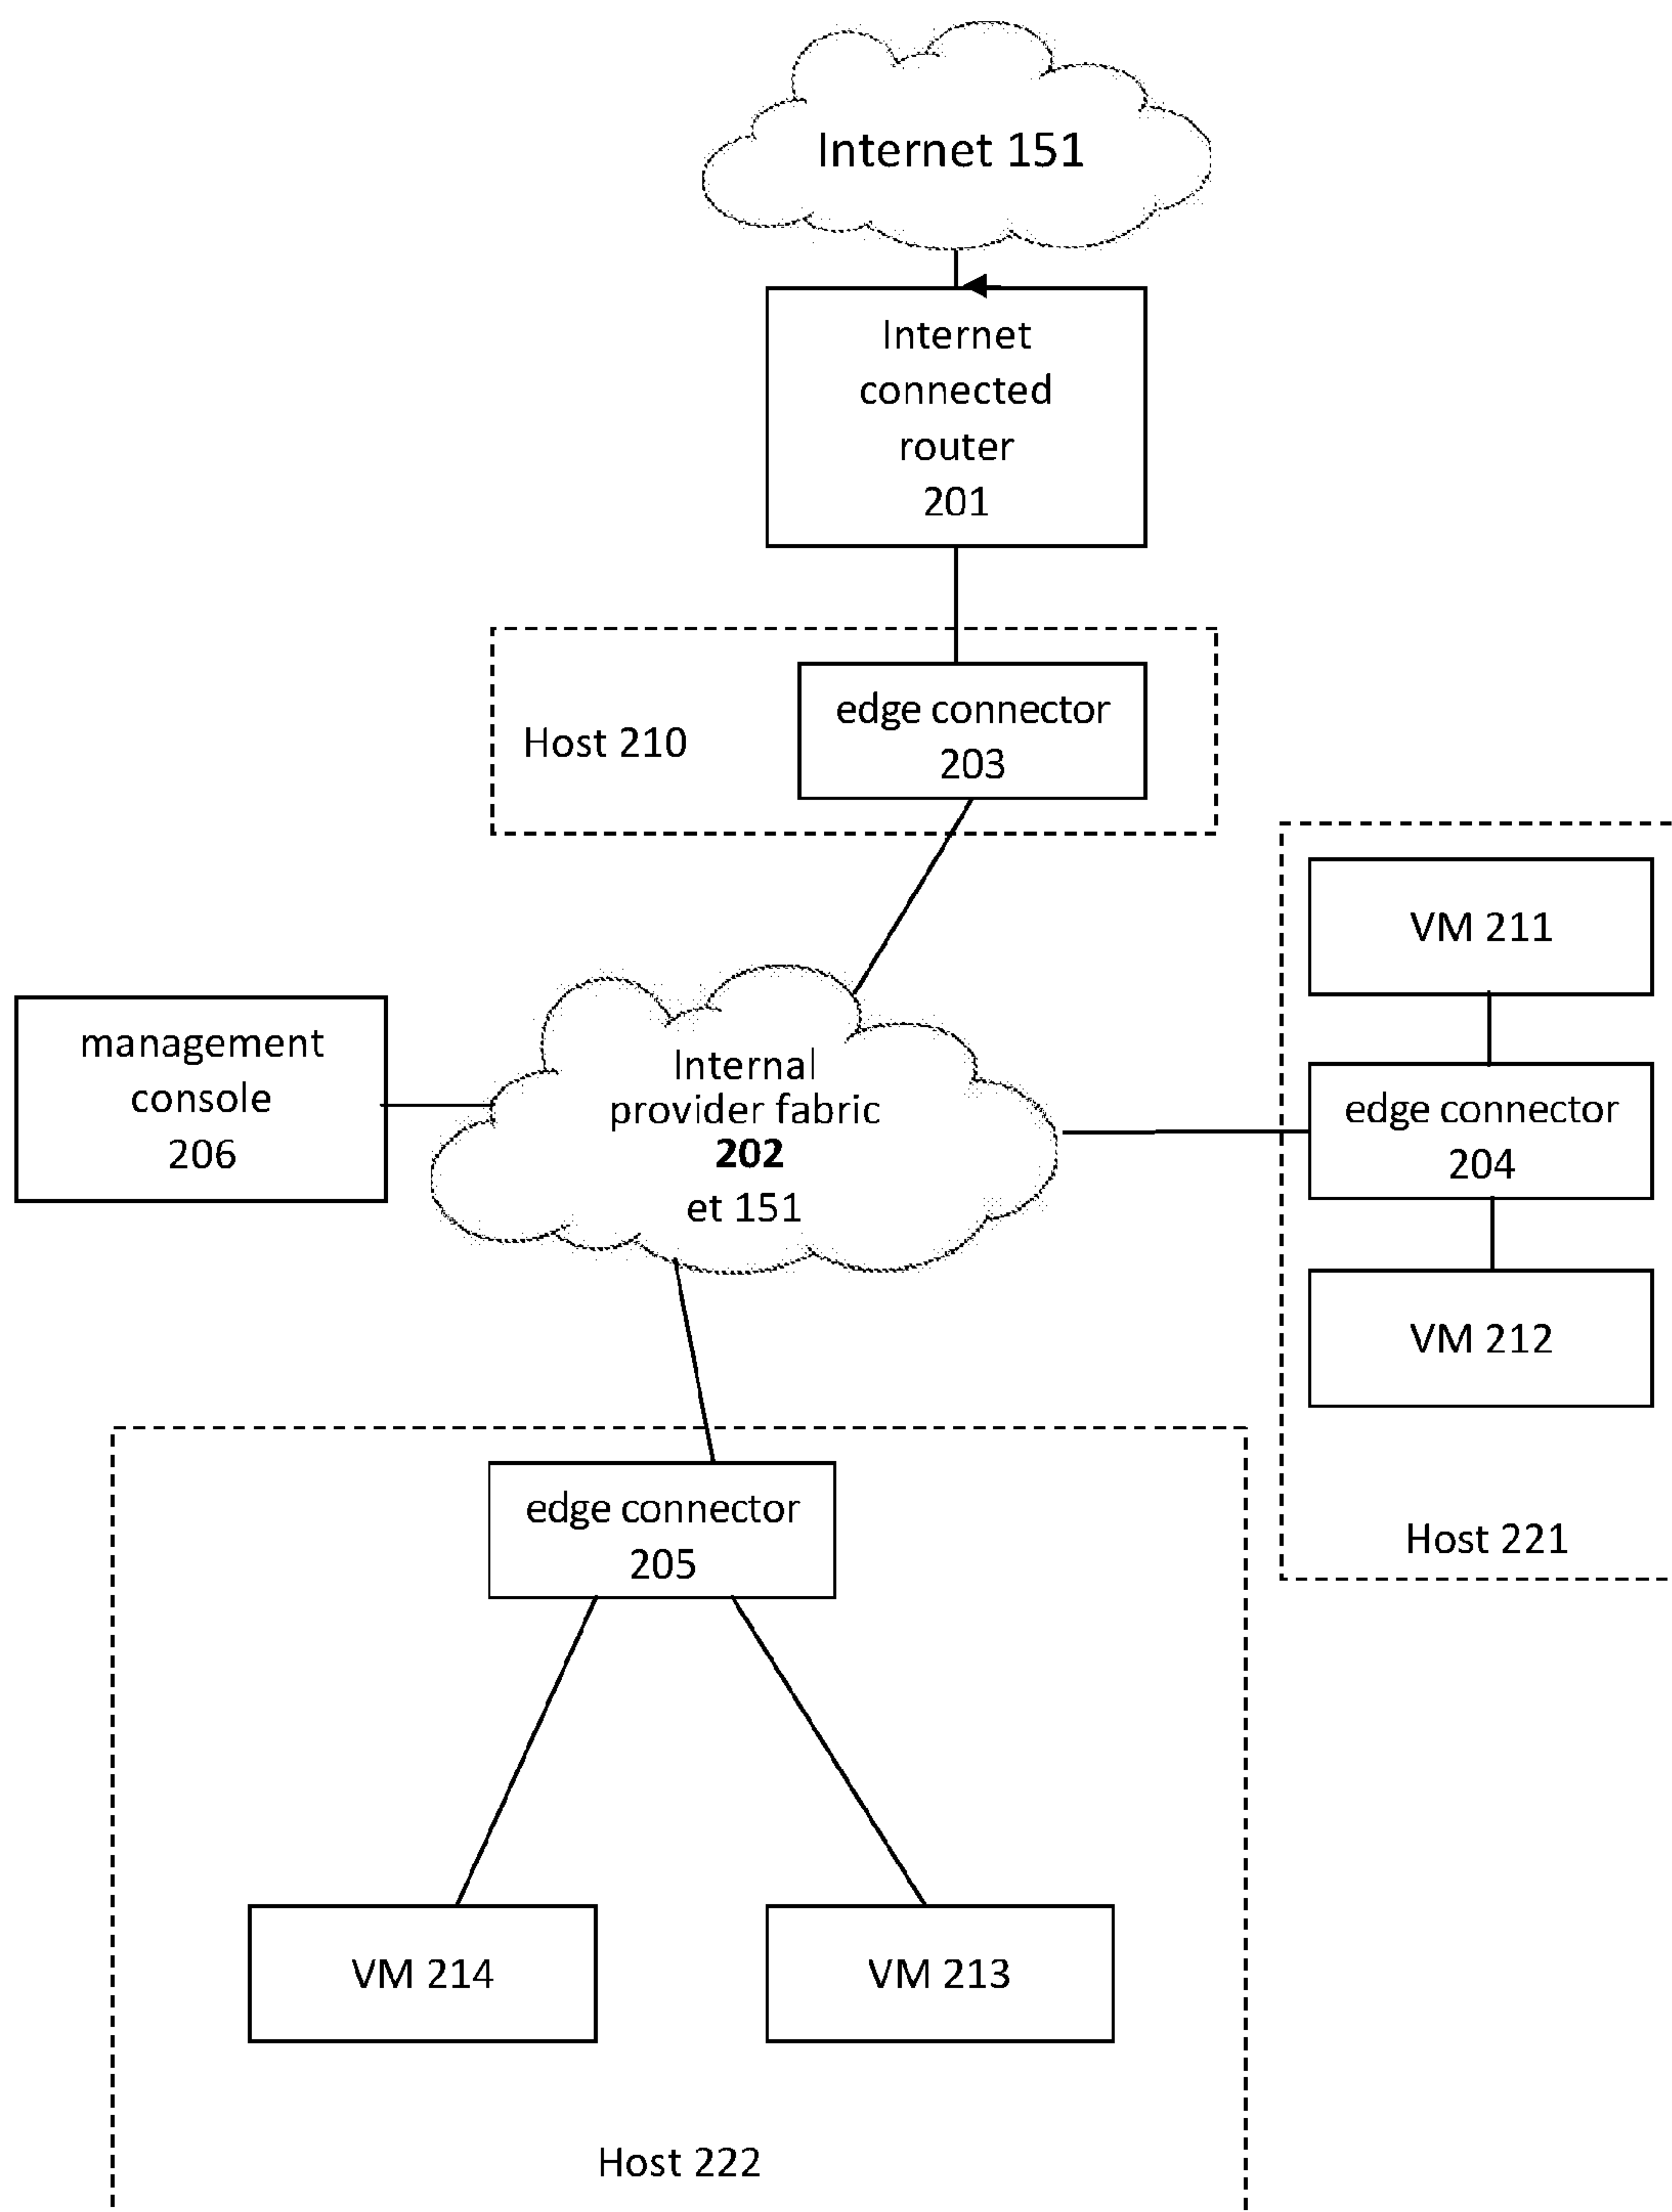 Internet 151
Internet
connected
router
201
edge connector
203
Host 210
VM 211
management
console
206
Internal
provider fabric
202
et 151
edge connector
204
VM 212
edge connector
205
Host 221
VM 214
VM 213
Host 222